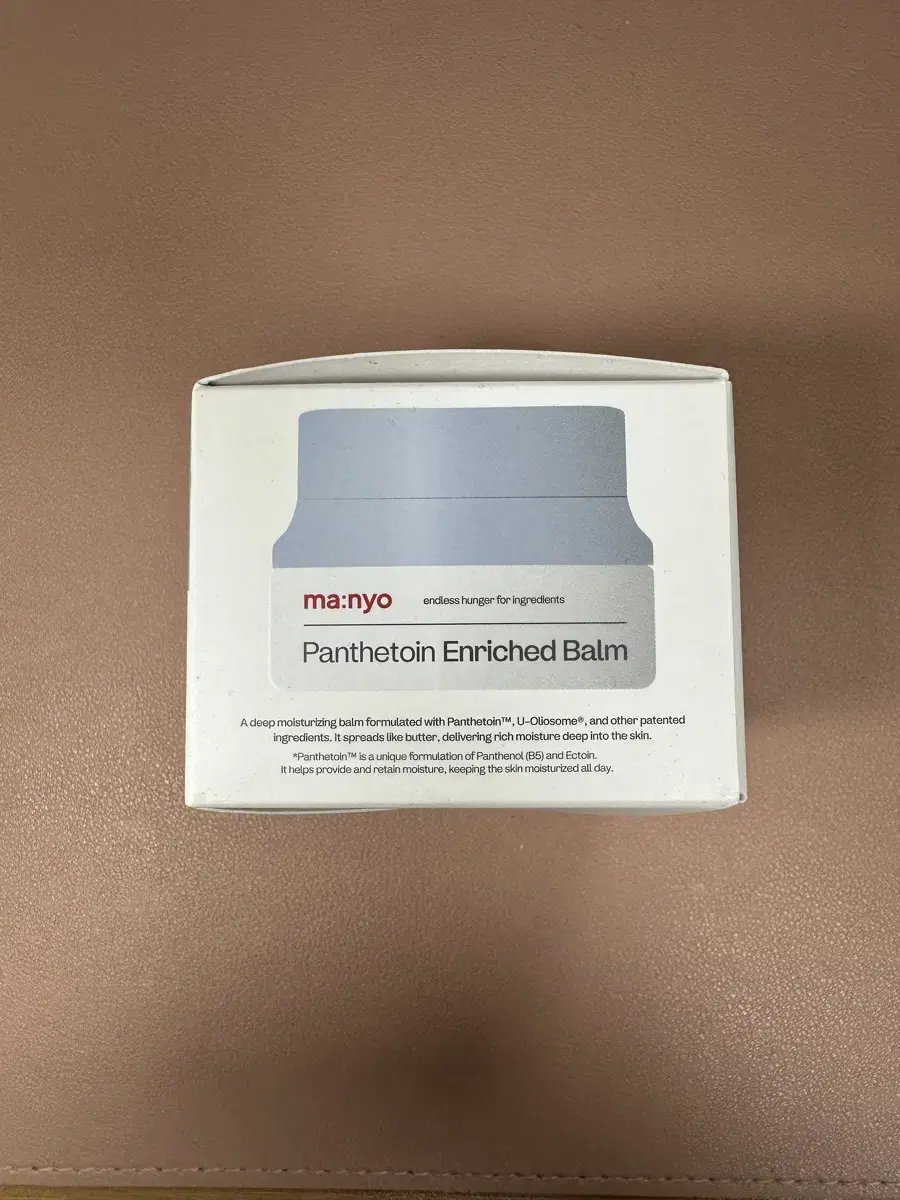 ma:nyo endless hunger for ingredients
Panthetoin Enriched Balm
A deep moisturizing balm formulated with Panthetoin™, U-Oliosome®, and other patented
ingredients. It spreads like butter, delivering rich moisture deep into the skin.
*Panthetoin™ is a unique formulation of Panthenol (B5) and Ectoin.
It helps provide and retain moisture, keeping the skin moisturized all day.